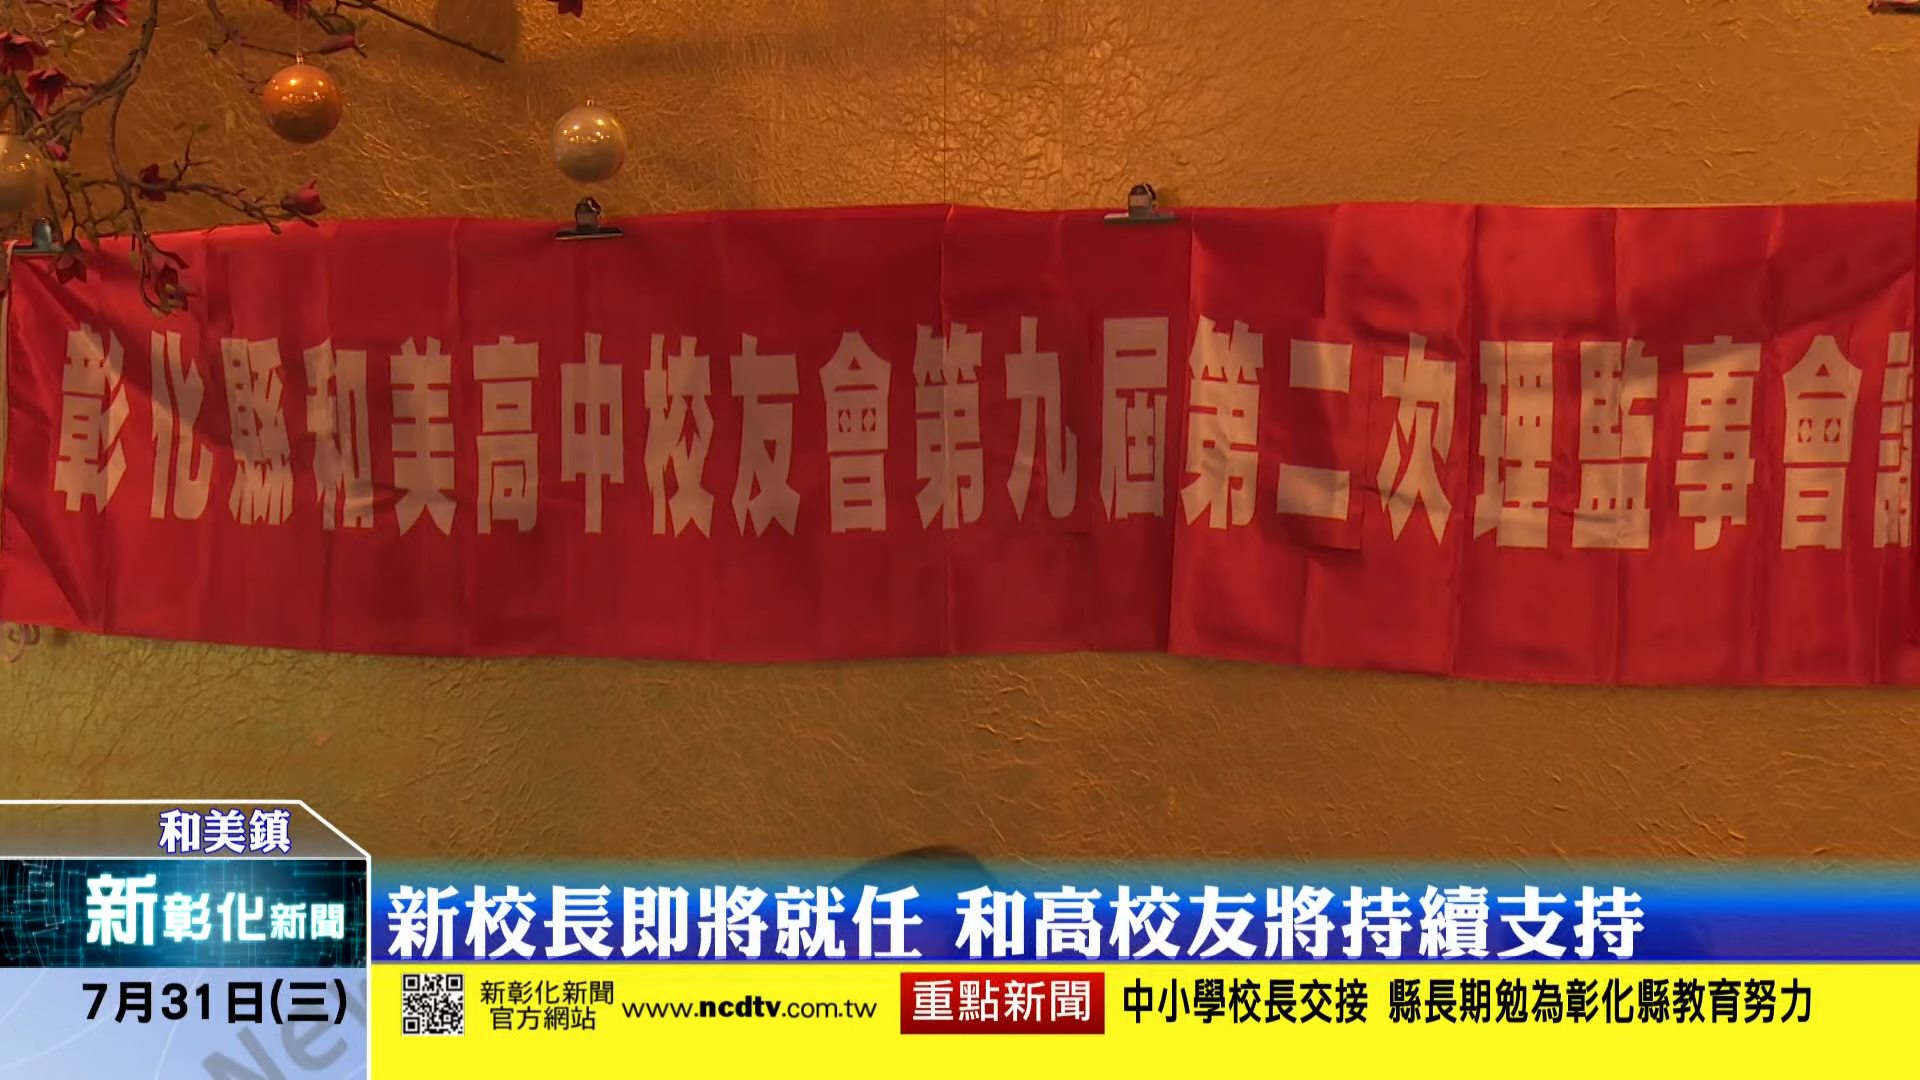 彰化縣和美高中校友會第九屆第二次理監事會
和美鎮
新彰化新聞
新校長即將就任 和高校友將持續支持
7月31日(三)
新彰化新聞
官方網站
www.ncdtv.com.tw
重點新聞
中小學校長交接 縣長期勉為彰化縣教育努力